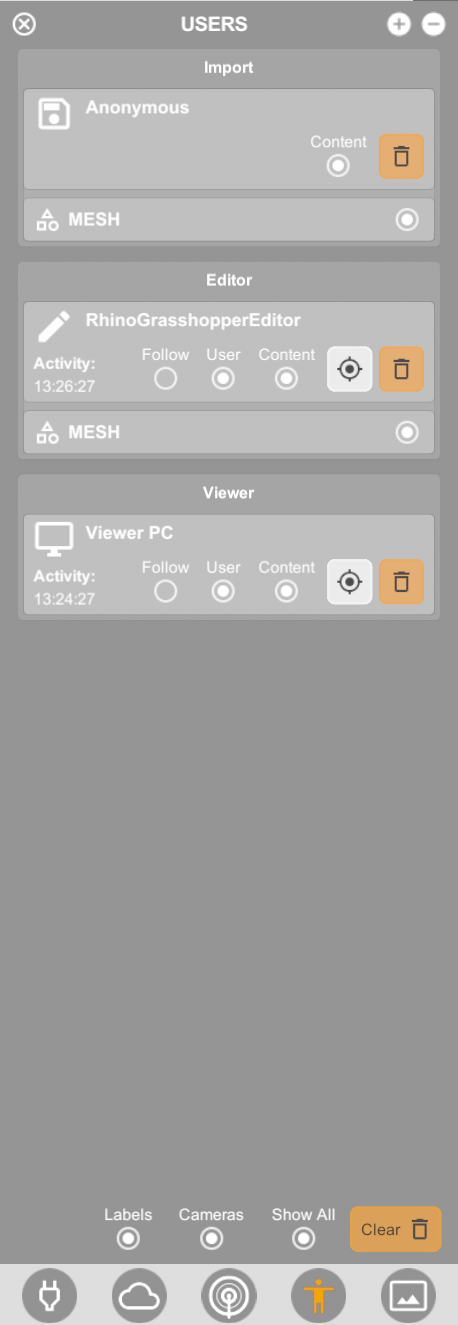 USERS
Import
Anonymous
Content
MESH
Editor
RhinoGrasshopperEditor
Activity: Follow User Content
13:26:27
MESH
Viewer
Viewer PC
Activity: Follow User Content
13:24:27
Labels Cameras Show All
Clear